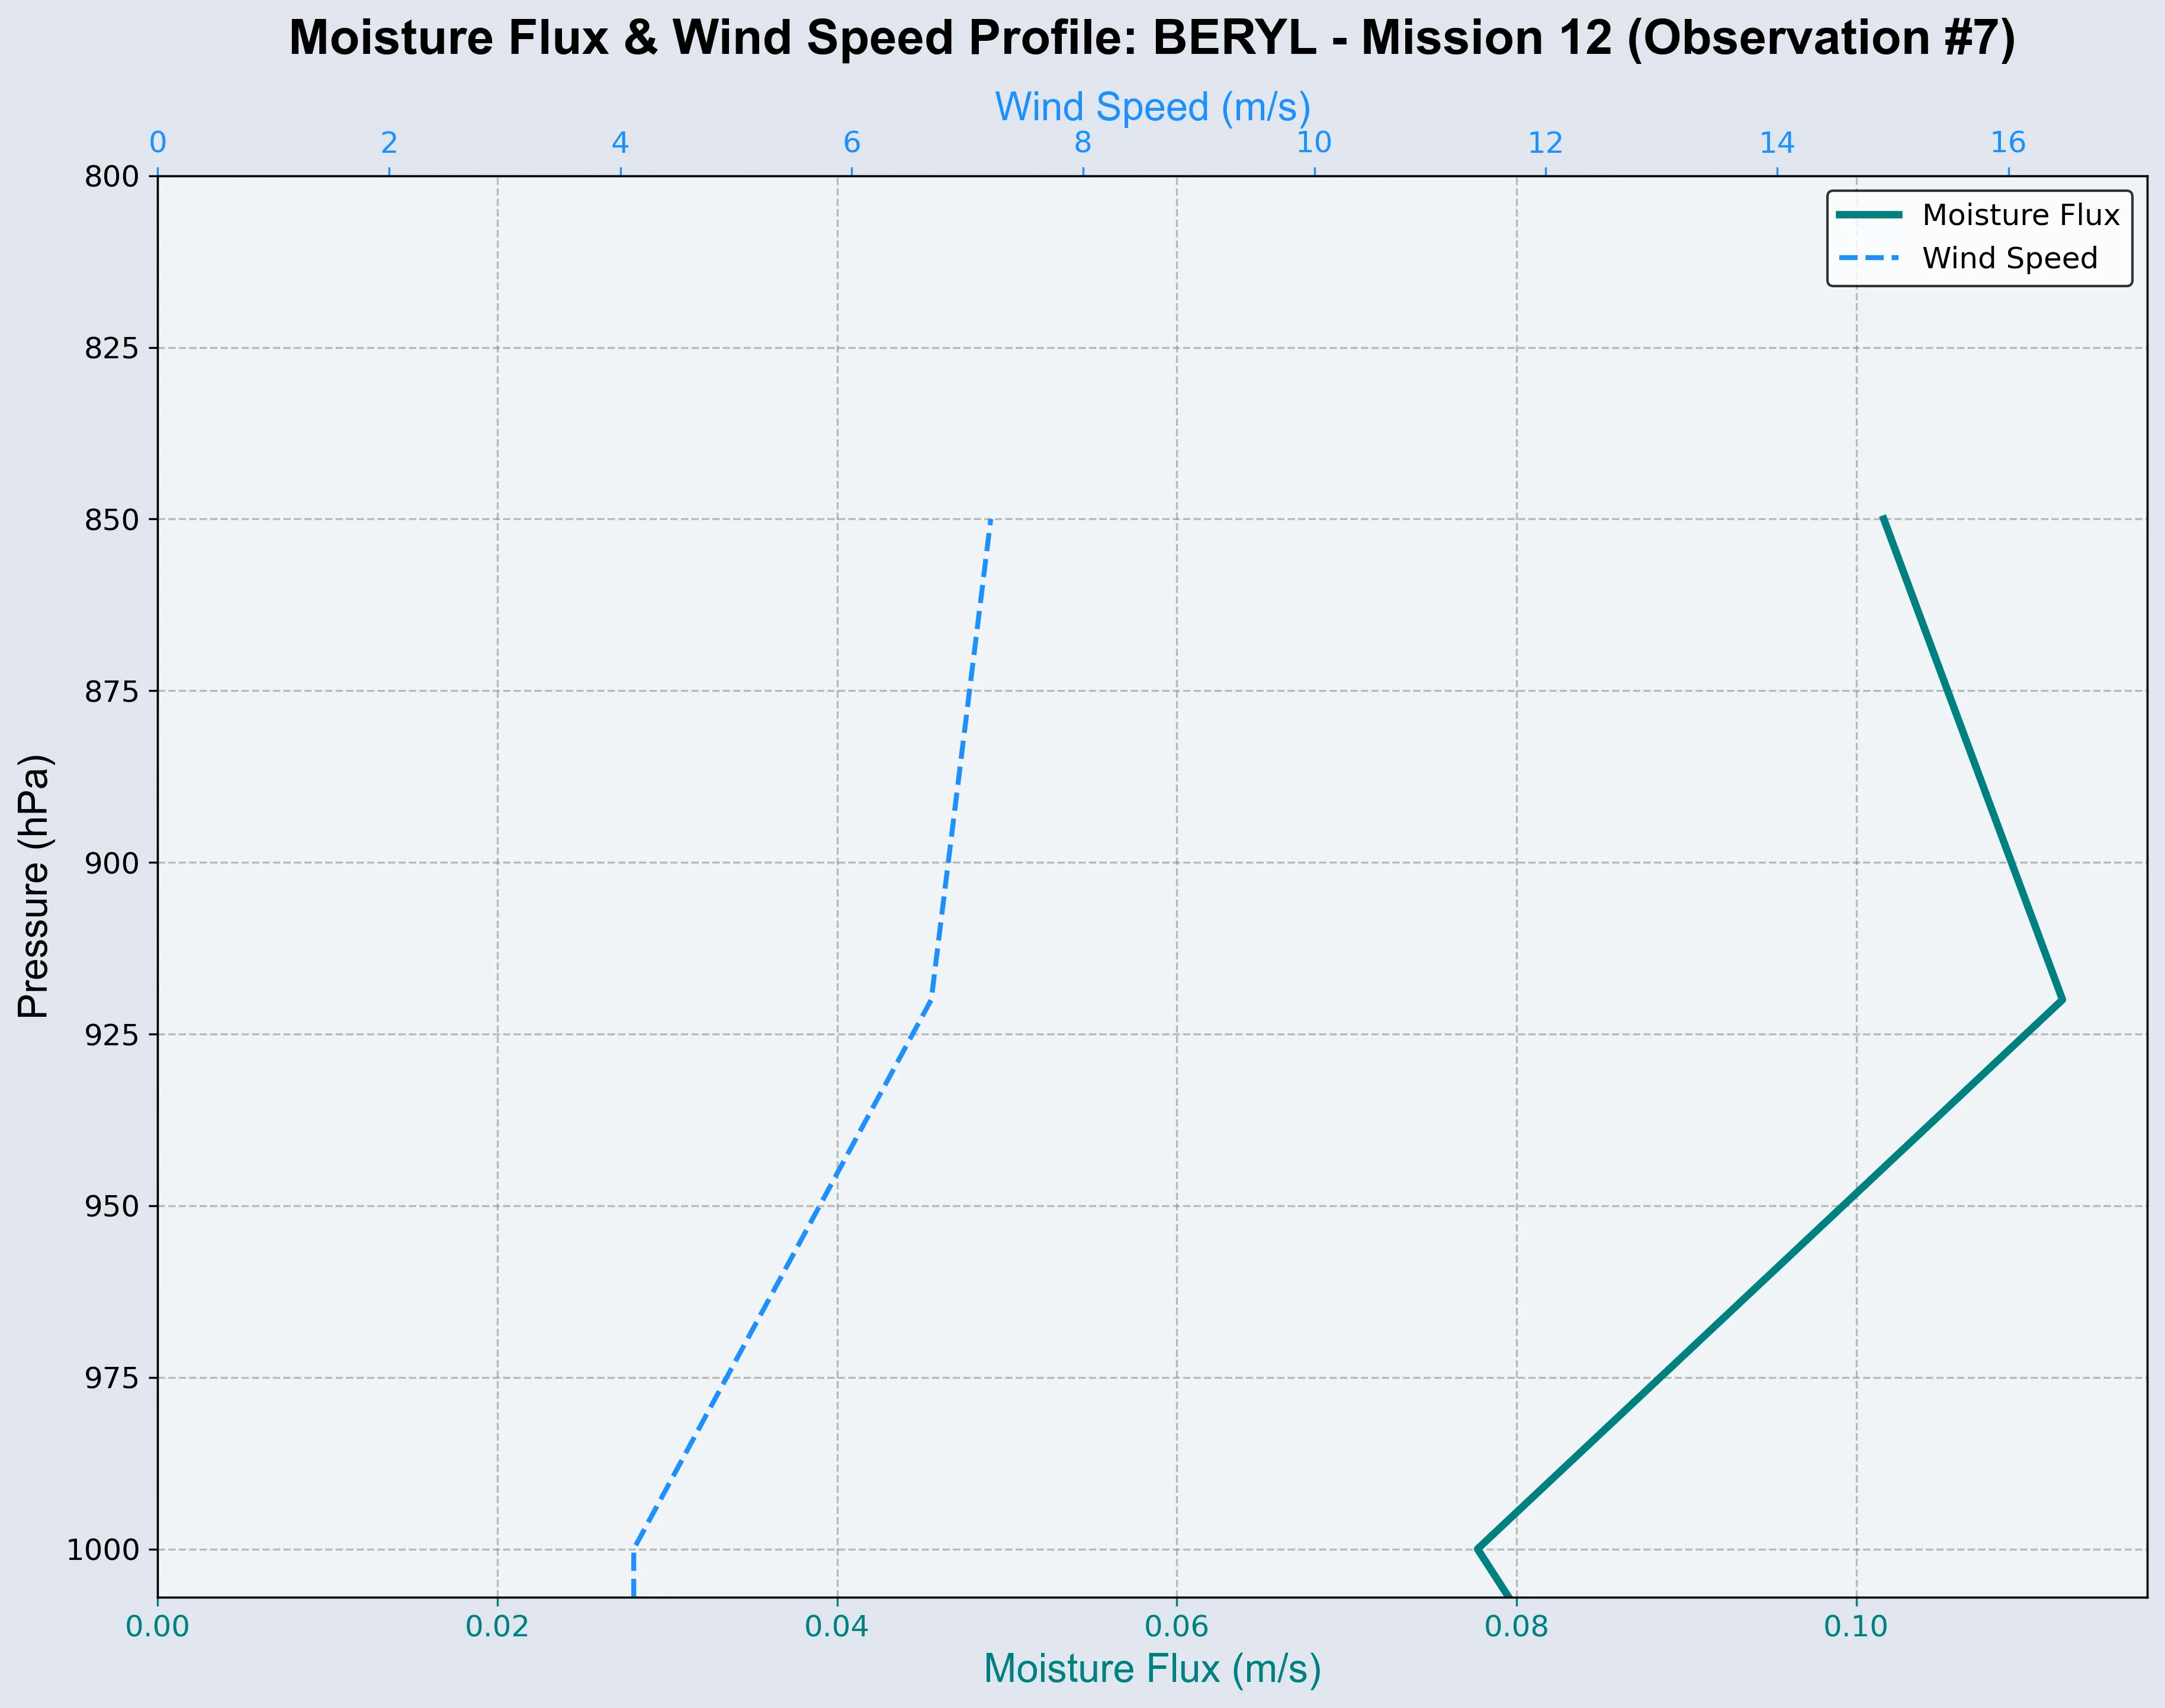 Moisture Flux & Wind Speed Profile: BERYL - Mission 12 (Observation #7)
Wind Speed (m/s)
0 2 4 6 8 10 12 14 16
800
825
850
875
900
925
950
975
1000
Pressure (hPa)
Moisture Flux
Wind Speed
0.00 0.02 0.04 0.06 0.08 0.10
Moisture Flux (m/s)